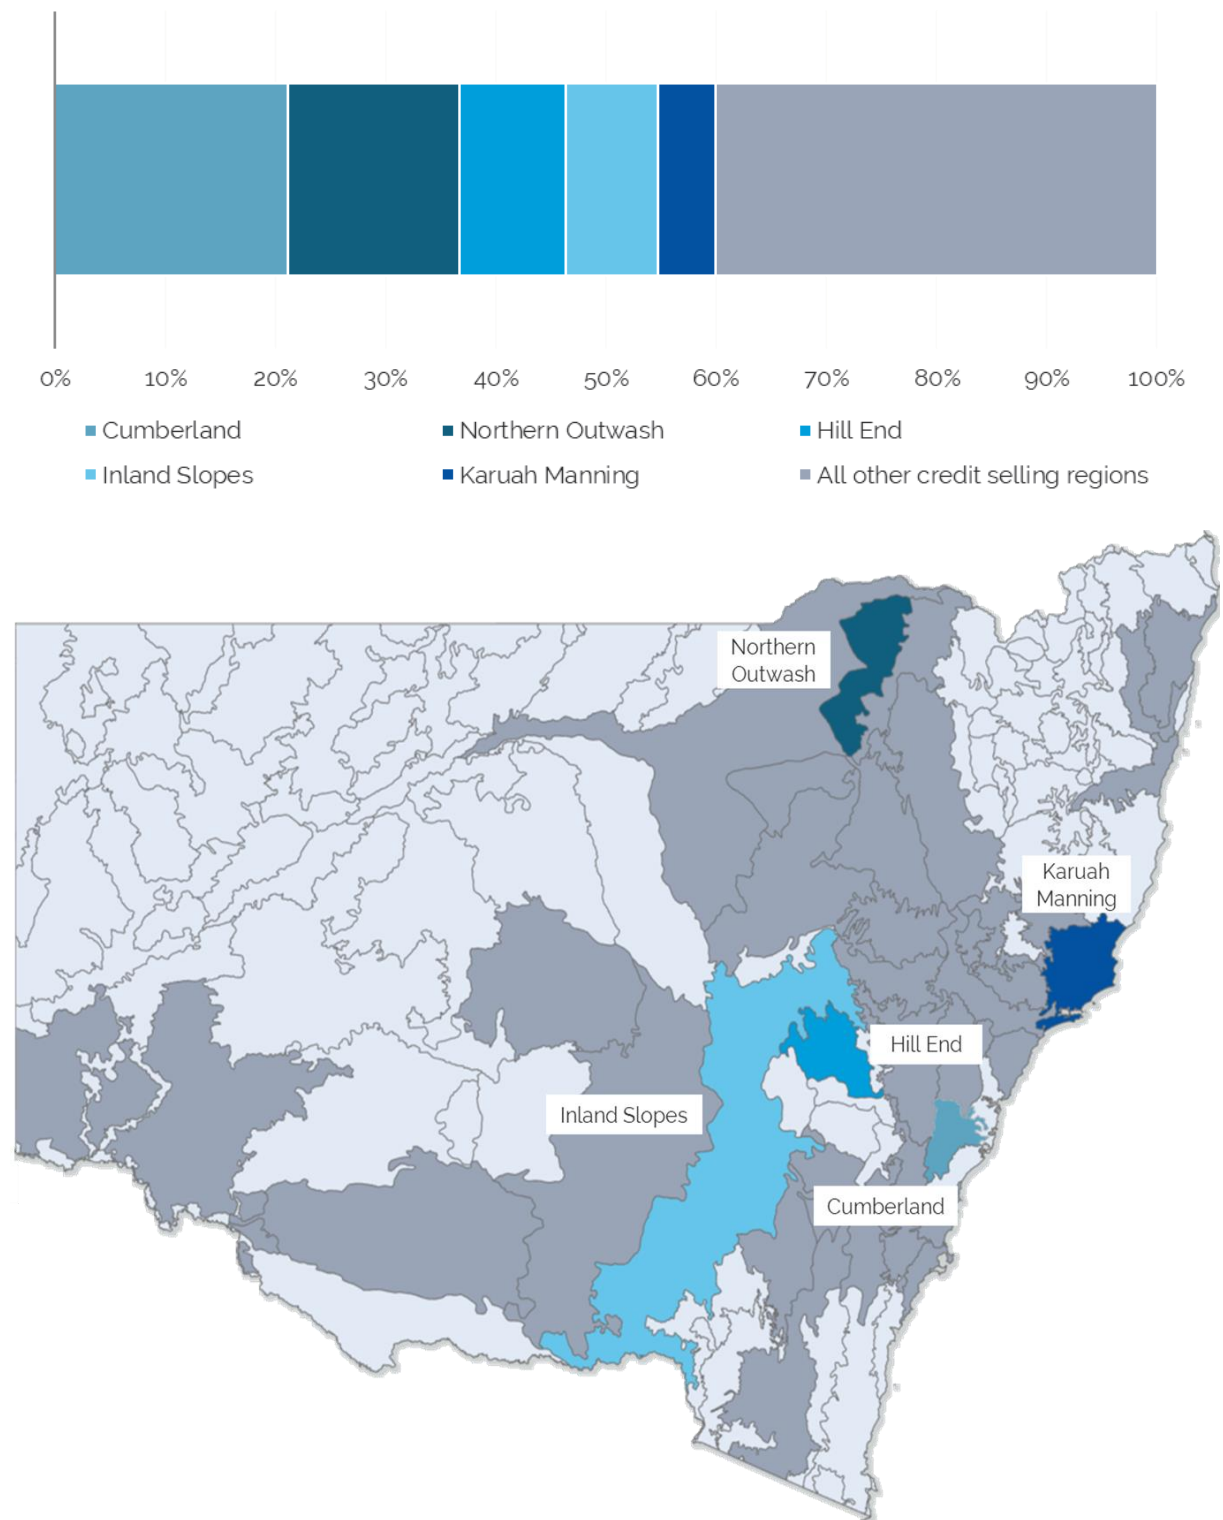 0% 10% 20% 30% 40% 50% 60% 70% 80% 90% 100%
Cumberland Northern Outwash Hill End
Inland Slopes Karuah Manning All other credit selling regions
Northern
Outwash
Karuah
Manning
Hill End
Inland Slopes
Cumberland